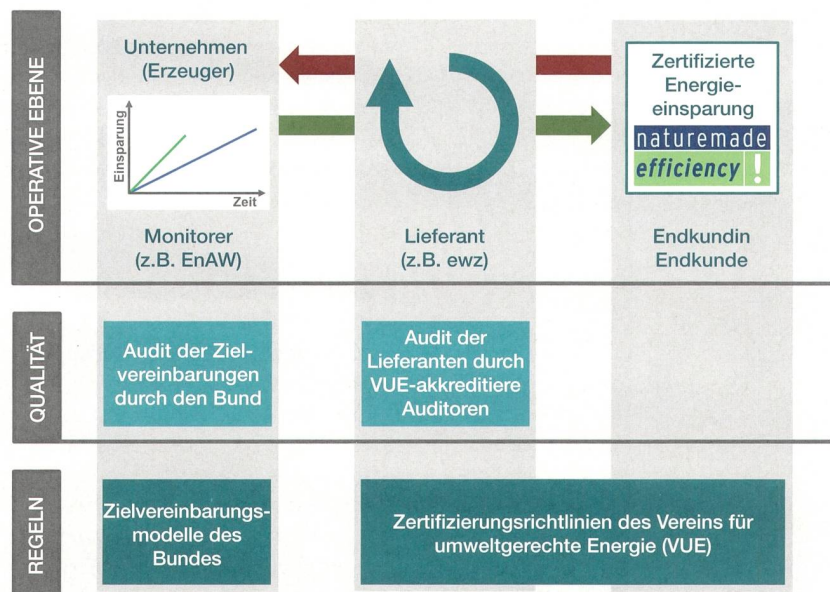 OPERATIVE EBENE
Unternehmen
(Erzeuger)
Einsparung
Zeit
Monitorer
(z.B. EnAW)
Lieferant
(z.B. ewz)
Zertifizierte
Energie-
einsparung
naturemade
efficiency!
Endkundin
Endkunde
QUALITÄT
Audit der Ziel-
vereinbarungen
durch den Bund
Audit der
Lieferanten durch
VUE-akkreditiere
Auditoren
REGELN
Zielvereinbarungs-
modelle des
Bundes
Zertifizierungsrichtlinien des Vereins für
umweltgerechte Energie (VUE)